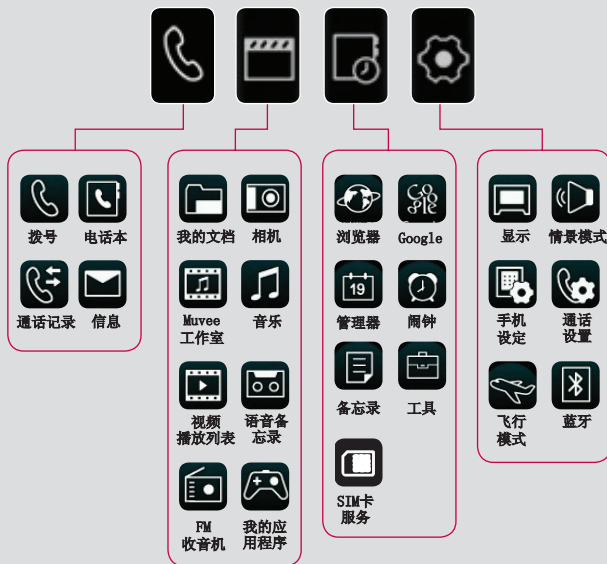 拨号
电话本
通话记录
信息
我的文档
相机
Muvee
工作室
音乐
视频
播放列表
语音备
忘录
FM
收音机
我的应
用程序
浏览器
Google
19
管理器
闹钟
备忘录
工具
SIM卡
服务
显示
情景模式
手机
设定
通话
设置
飞行
模式
蓝牙